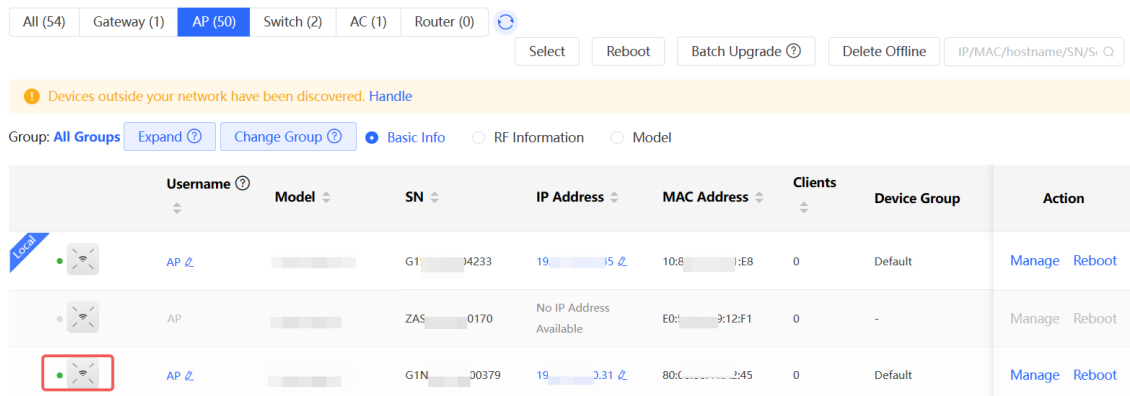 All (54) Gateway (1) AP (50) Switch (2) AC (1) Router (0)
Select Reboot Batch Upgrade ? Delete Offline IP/MAC/hostname/SN/S
! Devices outside your network have been discovered. Handle
Group: All Groups Expand ? Change Group ? Basic Info RF Information Model
Username ? Model SN IP Address MAC Address Clients Device Group Action
Local
AP G1 04233 19. 45 10:8 1:E8 0 Default Manage Reboot
AP ZAS 0170 No IP Address Available E0: 9:12:F1 0 - Manage Reboot
AP G1N 00379 19 0.31 80: 2:45 0 Default Manage Reboot